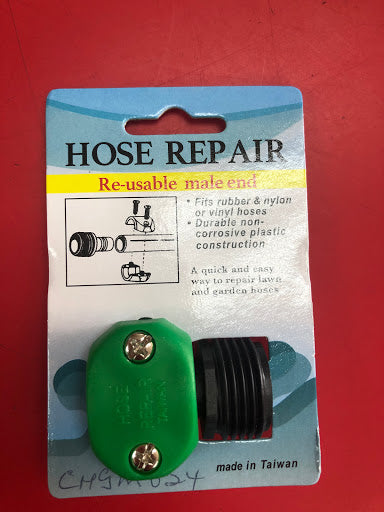 HOSE REPAIR
Re-usable male end
• Fits rubber & nylon
or vinyl hoses
• Durable non-
corrosive plastic
construction
A quick and easy
way to repair lawn
and garden hoses
HOSE
REPAIR
TAIWAN
made in Taiwan
CHGM024